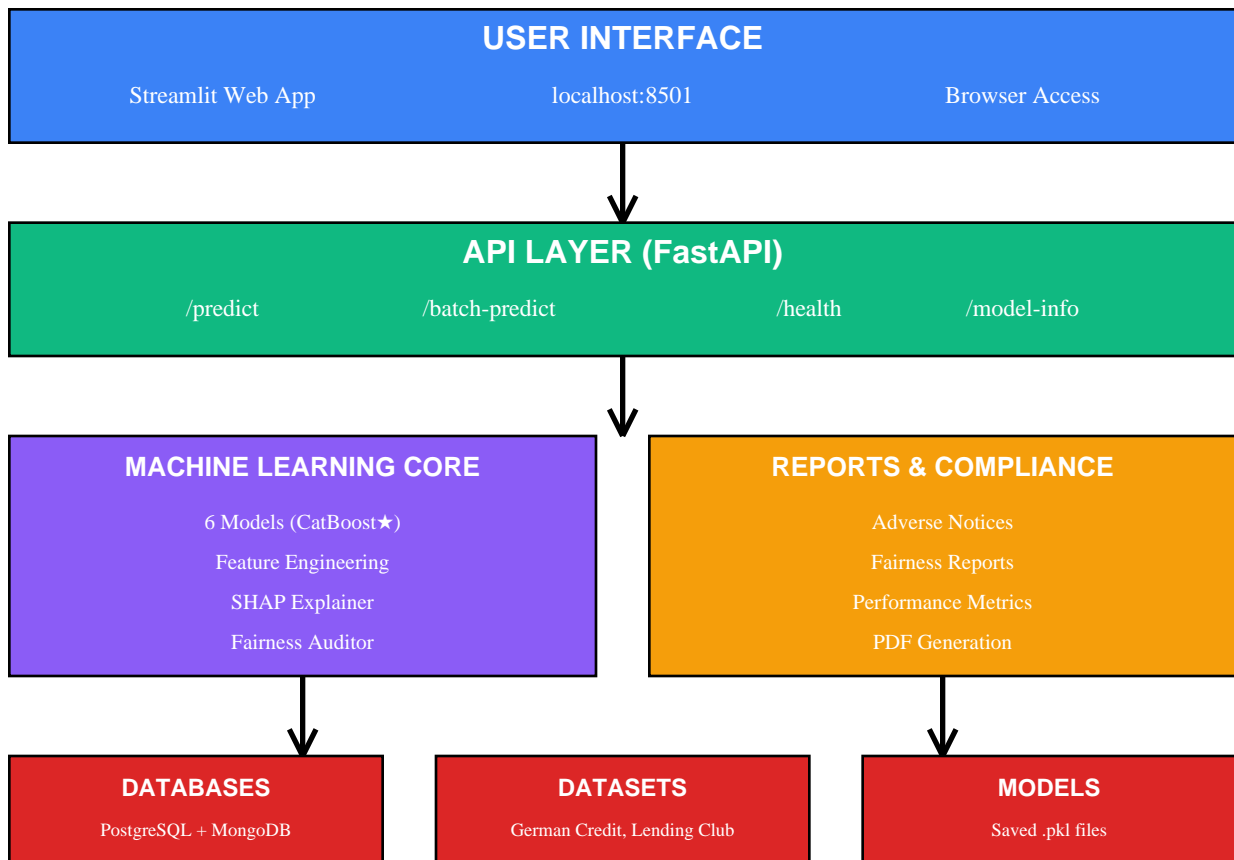 USER INTERFACE
Streamlit Web App localhost:8501 Browser Access
API LAYER (FastAPI)
/predict /batch-predict /health /model-info
MACHINE LEARNING CORE
6 Models (CatBoost★)
Feature Engineering
SHAP Explainer
Fairness Auditor
REPORTS & COMPLIANCE
Adverse Notices
Fairness Reports
Performance Metrics
PDF Generation
DATABASES
PostgreSQL + MongoDB
DATASETS
German Credit, Lending Club
MODELS
Saved .pkl files